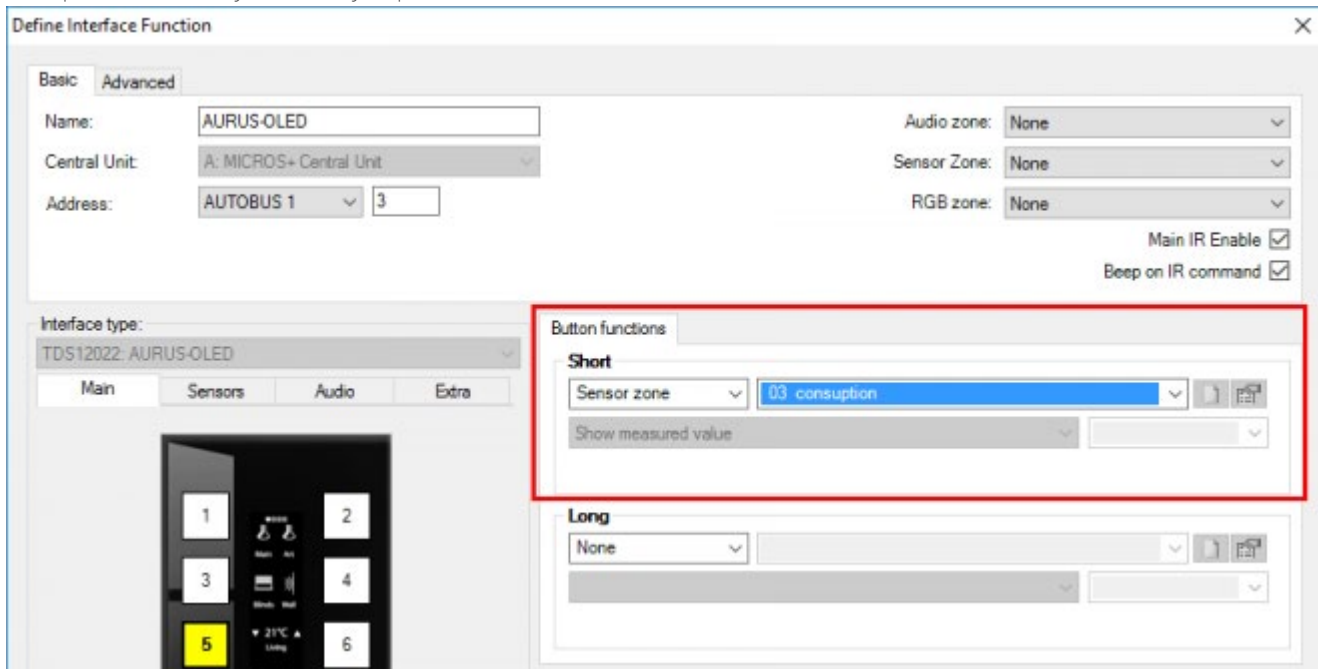 Define Interface Function
Basic Advanced
Name: AURUS-OLED
Audio zone: None
Central Unit: A: MICROS+ Central Unit
Sensor Zone: None
Address: AUTOBUS 1 3
RGB zone: None
Main IR Enable
Beep on IR command
Interface type:
TDS12022: AURUS-OLED
Main Sensors Audio Extra
1 2
3 4
5 6
21°C
Button functions
Short
Sensor zone 03 consuption
Show measured value
Long
None